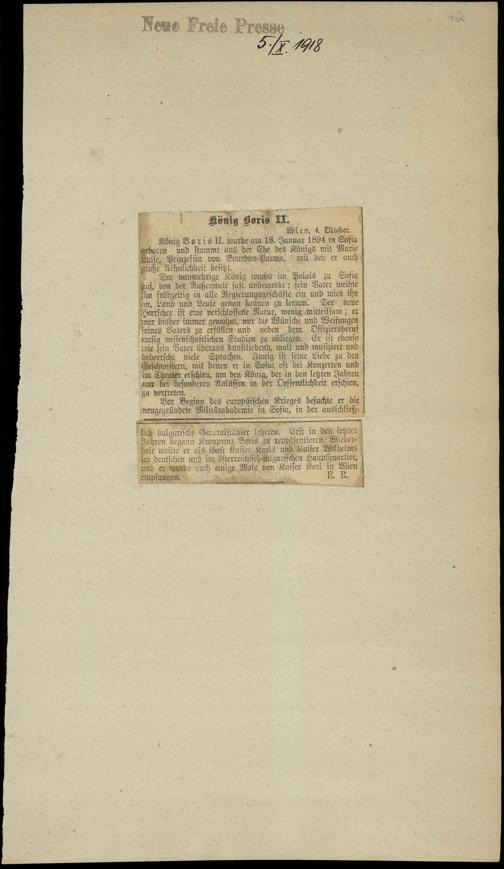 72
Neue Freie Presse
5./X. 1918
König Boris II.
Wien, 4. Oktober.
König Boris II. wurde am 18. Januar 1894 in Sofia
geboren und stammt aus der Ehe des Königs mit Marie
Luise, Prinzessin von Bourbon-Parma, mit der er auch
große Aehnlichkeit besitzt.
Der nunmehrige König wuchs im Palais zu Sofia
auf, von der Außenwelt fast unbemerkt; sein Vater weihte
ihn frühzeitig in alle Regierungsgeschäfte ein und wies ihn
an, Land und Leute genau kennen zu lernen. Der neue
Herrscher ist eine verschlossene Natur, wenig mitteilsam; er
war bisher immer gewohnt, nur die Wünsche und Weisungen
seines Vaters zu erfüllen und neben dem Offiziersberuf
emsig wissenschaftlichen Studien zu obliegen. Er ist ebenso
wie sein Vater überaus kunstliebend, malt und musiziert und
beherrscht viele Sprachen. Innig ist seine Liebe zu den
Geschwistern, mit denen er in Sofia oft bei Konzerten und
im Theater erschien, um den König, der in den letzten Jahren
nur bei besonderen Anlässen in der Oeffentlichkeit erschien,
zu vertreten.
Vor Beginn des europäischen Krieges besuchte er die
neugegründete Militärakademie in Sofia, in der ausschließ-
lich bulgarische Generalstäbler lehrten. Erst in den letzten
Jahren begann Kronprinz Boris zu repräsentieren. Wieder-
holt weilte er als Gast Kaiser Karls und Kaiser Wilhelms
im deutschen und im österreichisch-ungarischen Hauptquartier,
und er wurde auch einige Male von Kaiser Karl in Wien
empfangen. E. R.